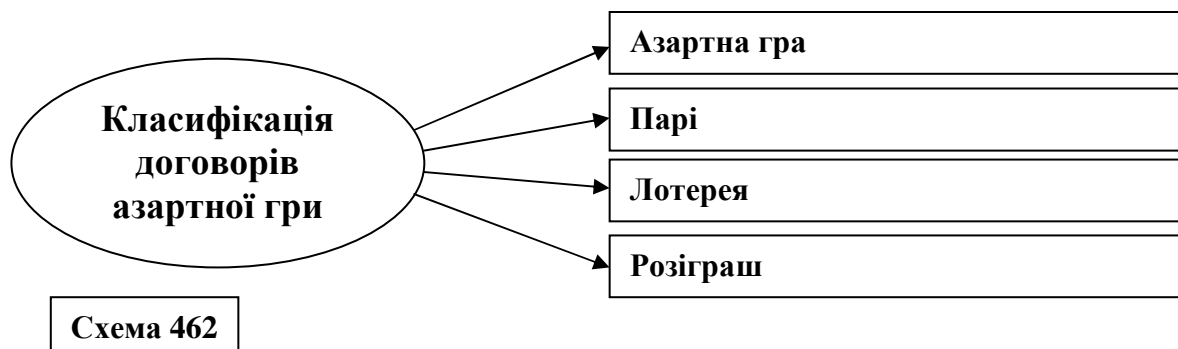 Класифікація
договорів
азартної гри
Азартна гра
Парі
Лотерея
Розіграш
Схема 462